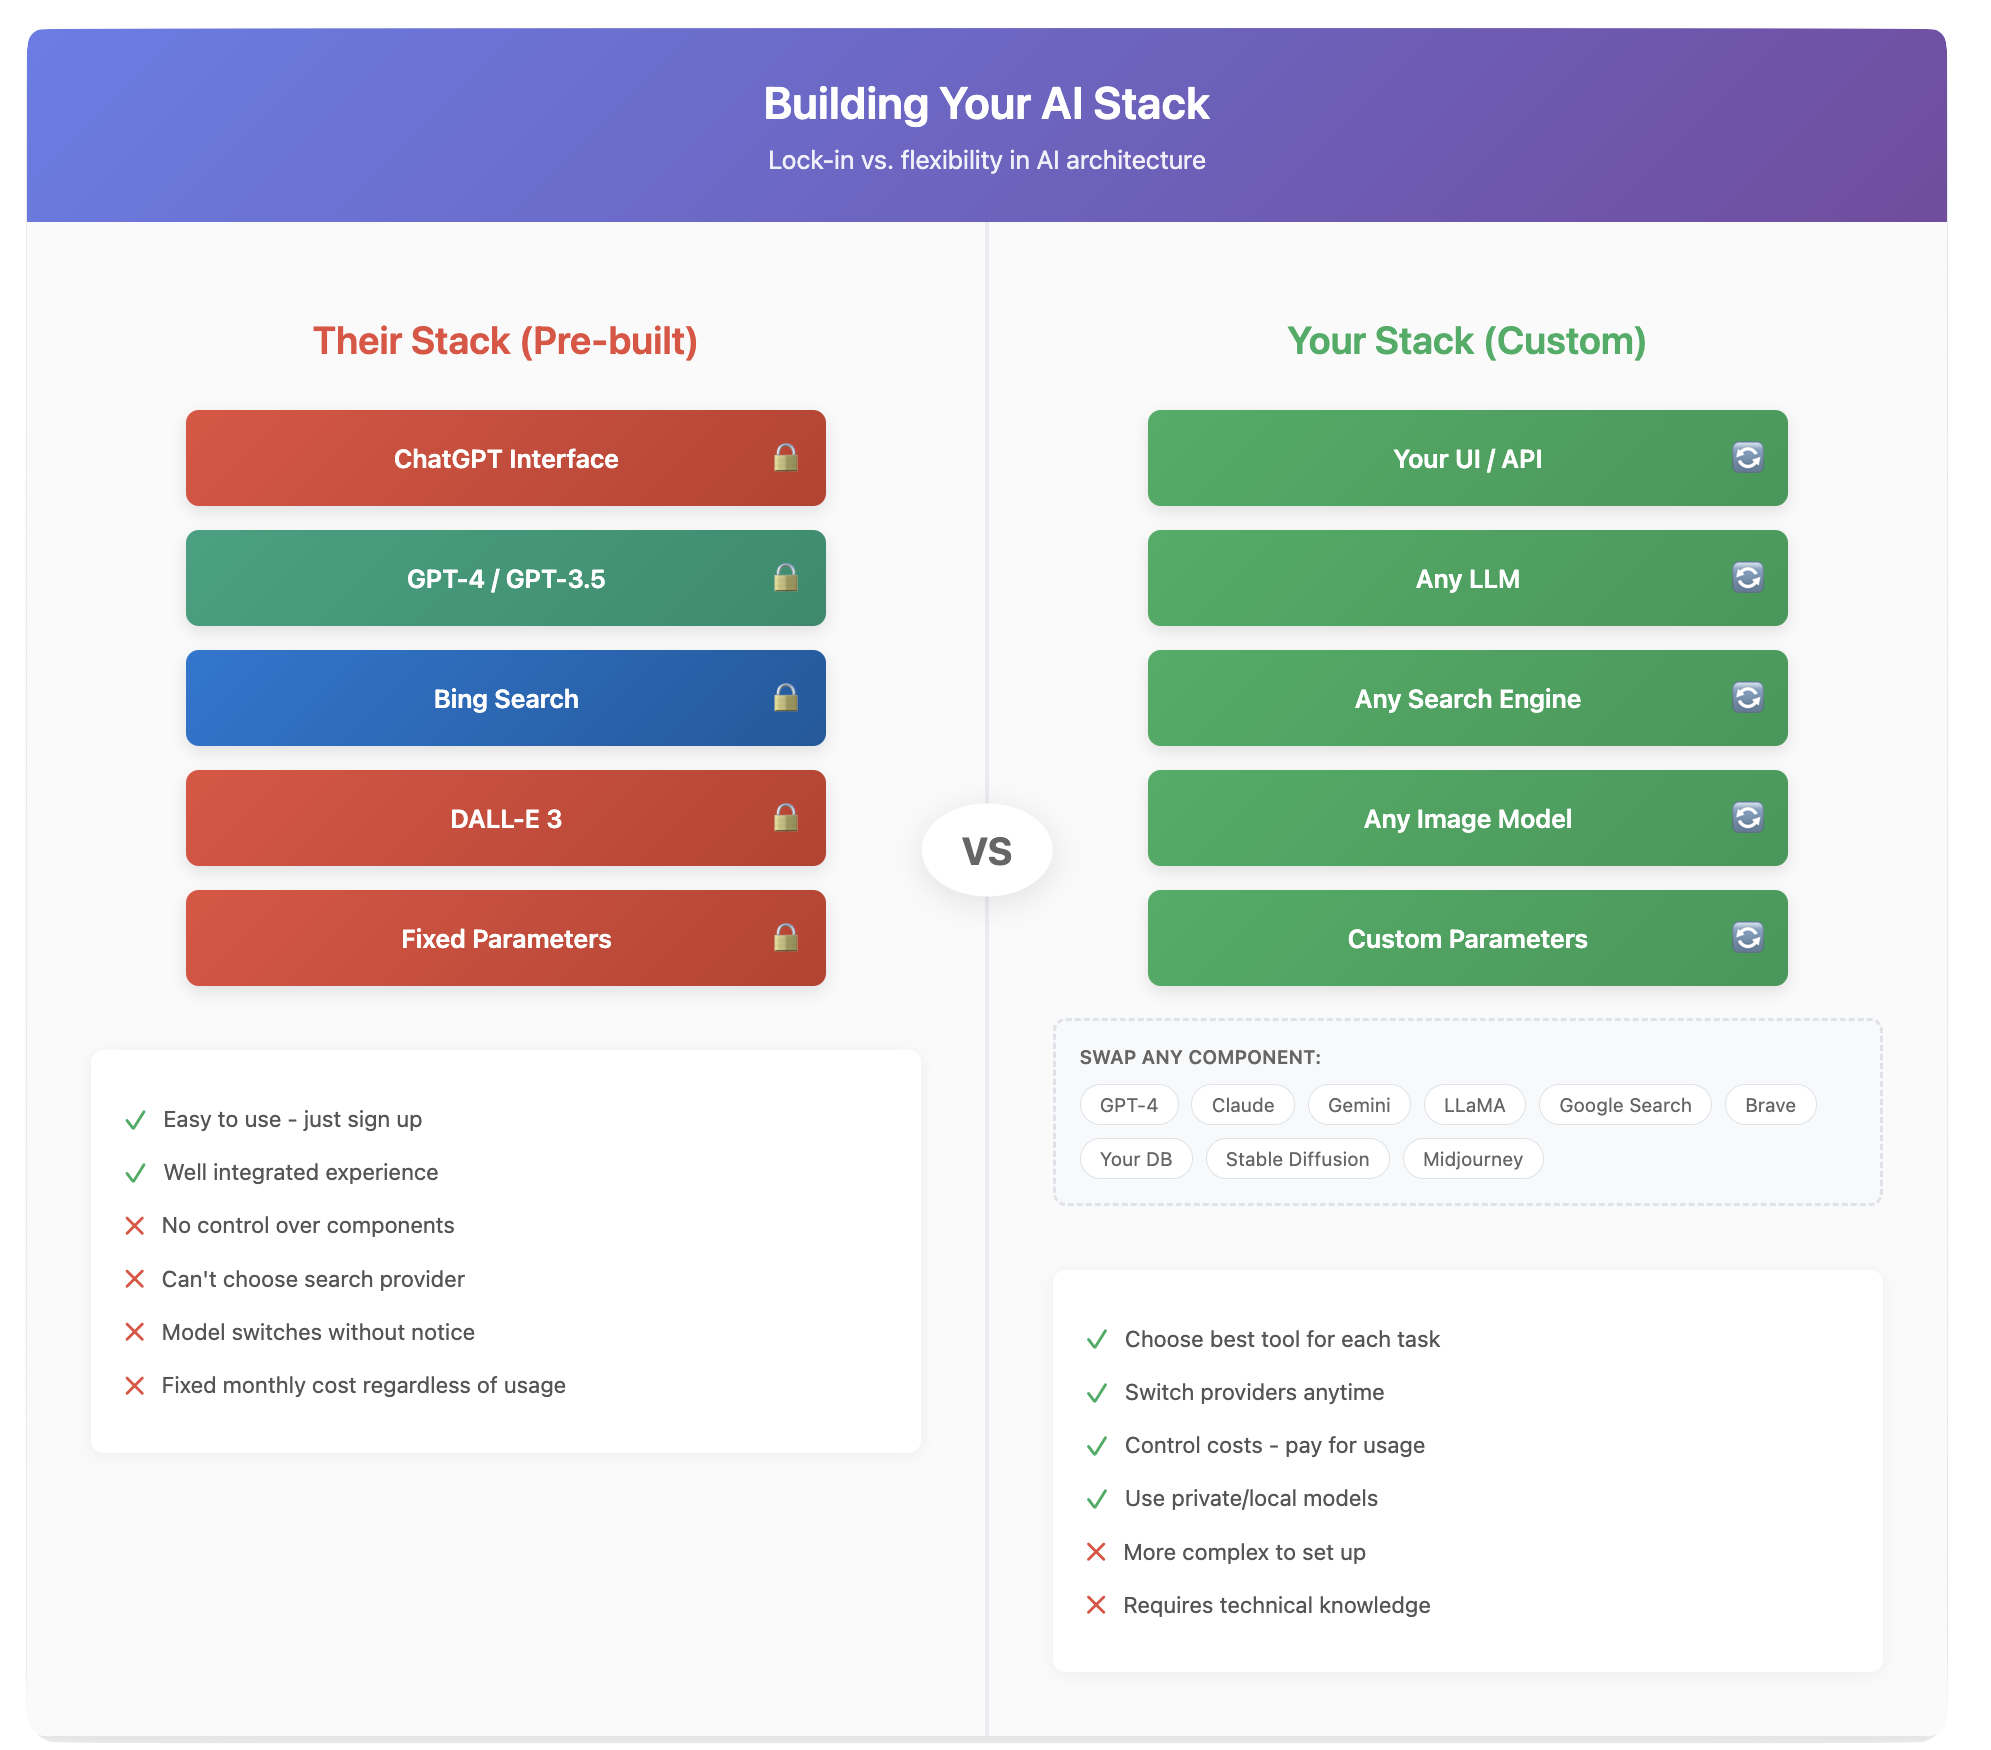 Building Your AI Stack
Lock-in vs. flexibility in AI architecture
Their Stack (Pre-built)
ChatGPT Interface
GPT-4 / GPT-3.5
Bing Search
DALL-E 3
Fixed Parameters
Easy to use - just sign up
Well integrated experience
No control over components
Can't choose search provider
Model switches without notice
Fixed monthly cost regardless of usage
VS
Your Stack (Custom)
Your UI / API
Any LLM
Any Search Engine
Any Image Model
Custom Parameters
SWAP ANY COMPONENT:
GPT-4 Claude Gemini LLaMA Google Search Brave
Your DB Stable Diffusion Midjourney
Choose best tool for each task
Switch providers anytime
Control costs - pay for usage
Use private/local models
More complex to set up
Requires technical knowledge